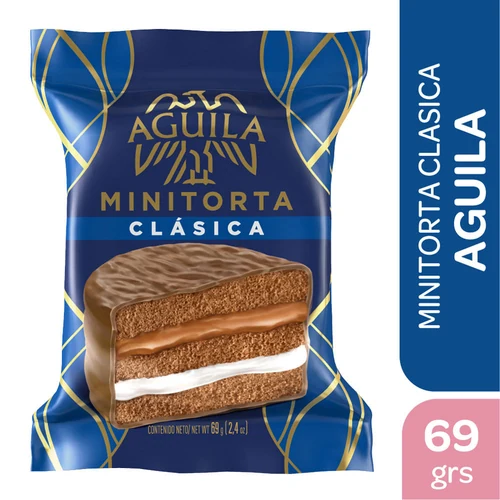 AGUILA
MINITORTA
CLÁSICA
CONTENIDO NETO/ NET WT 69 g [2,4 oz]
MINITORTA CLASICA
AGUILA
69
grs